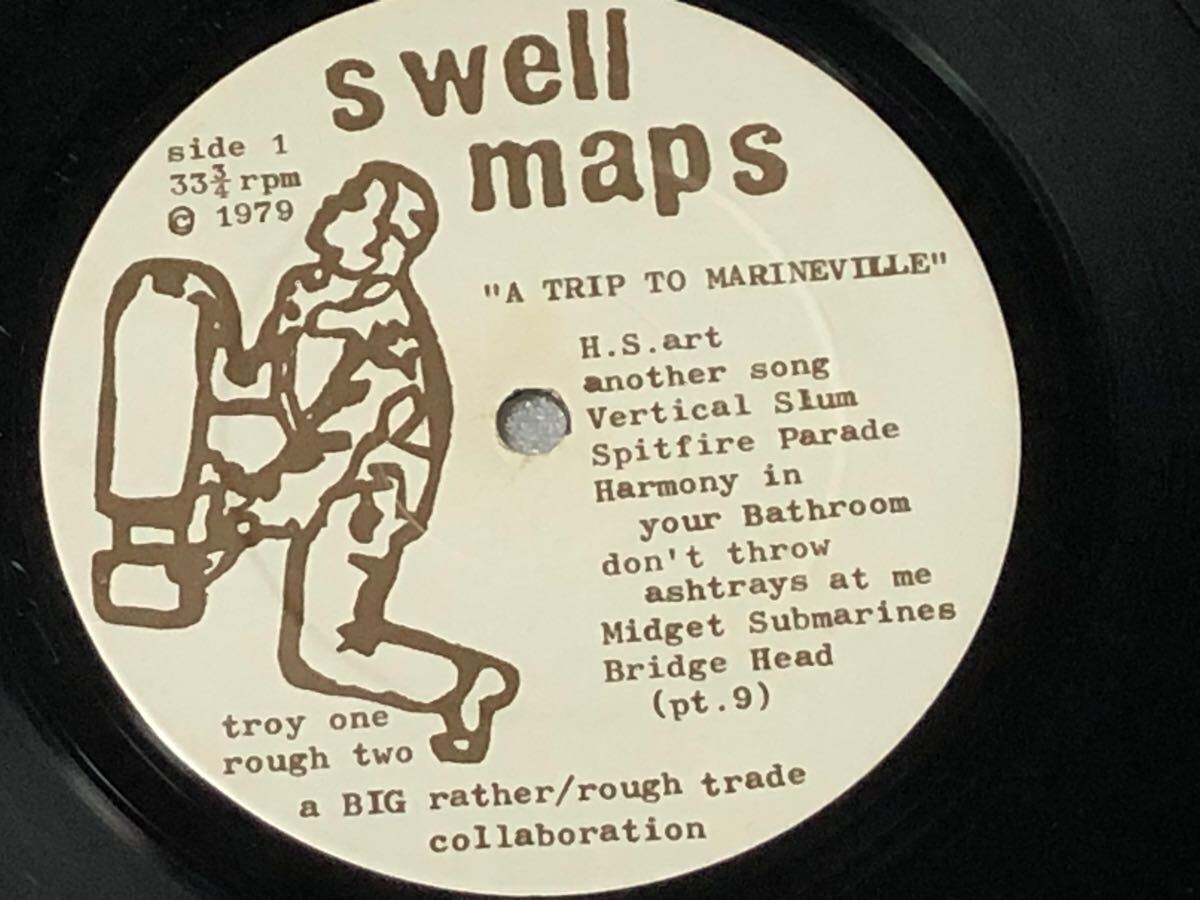 swell
maps
side 1
33¾ rpm
© 1979
"A TRIP TO MARINEVILLE"
H.S.art
another song
Vertical Slum
Spitfire Parade
Harmony in
your Bathroom
don't throw
ashtrays at me
Midget Submarines
Bridge Head
(pt.9)
troy one
rough two
a BIG rather/rough trade
collaboration